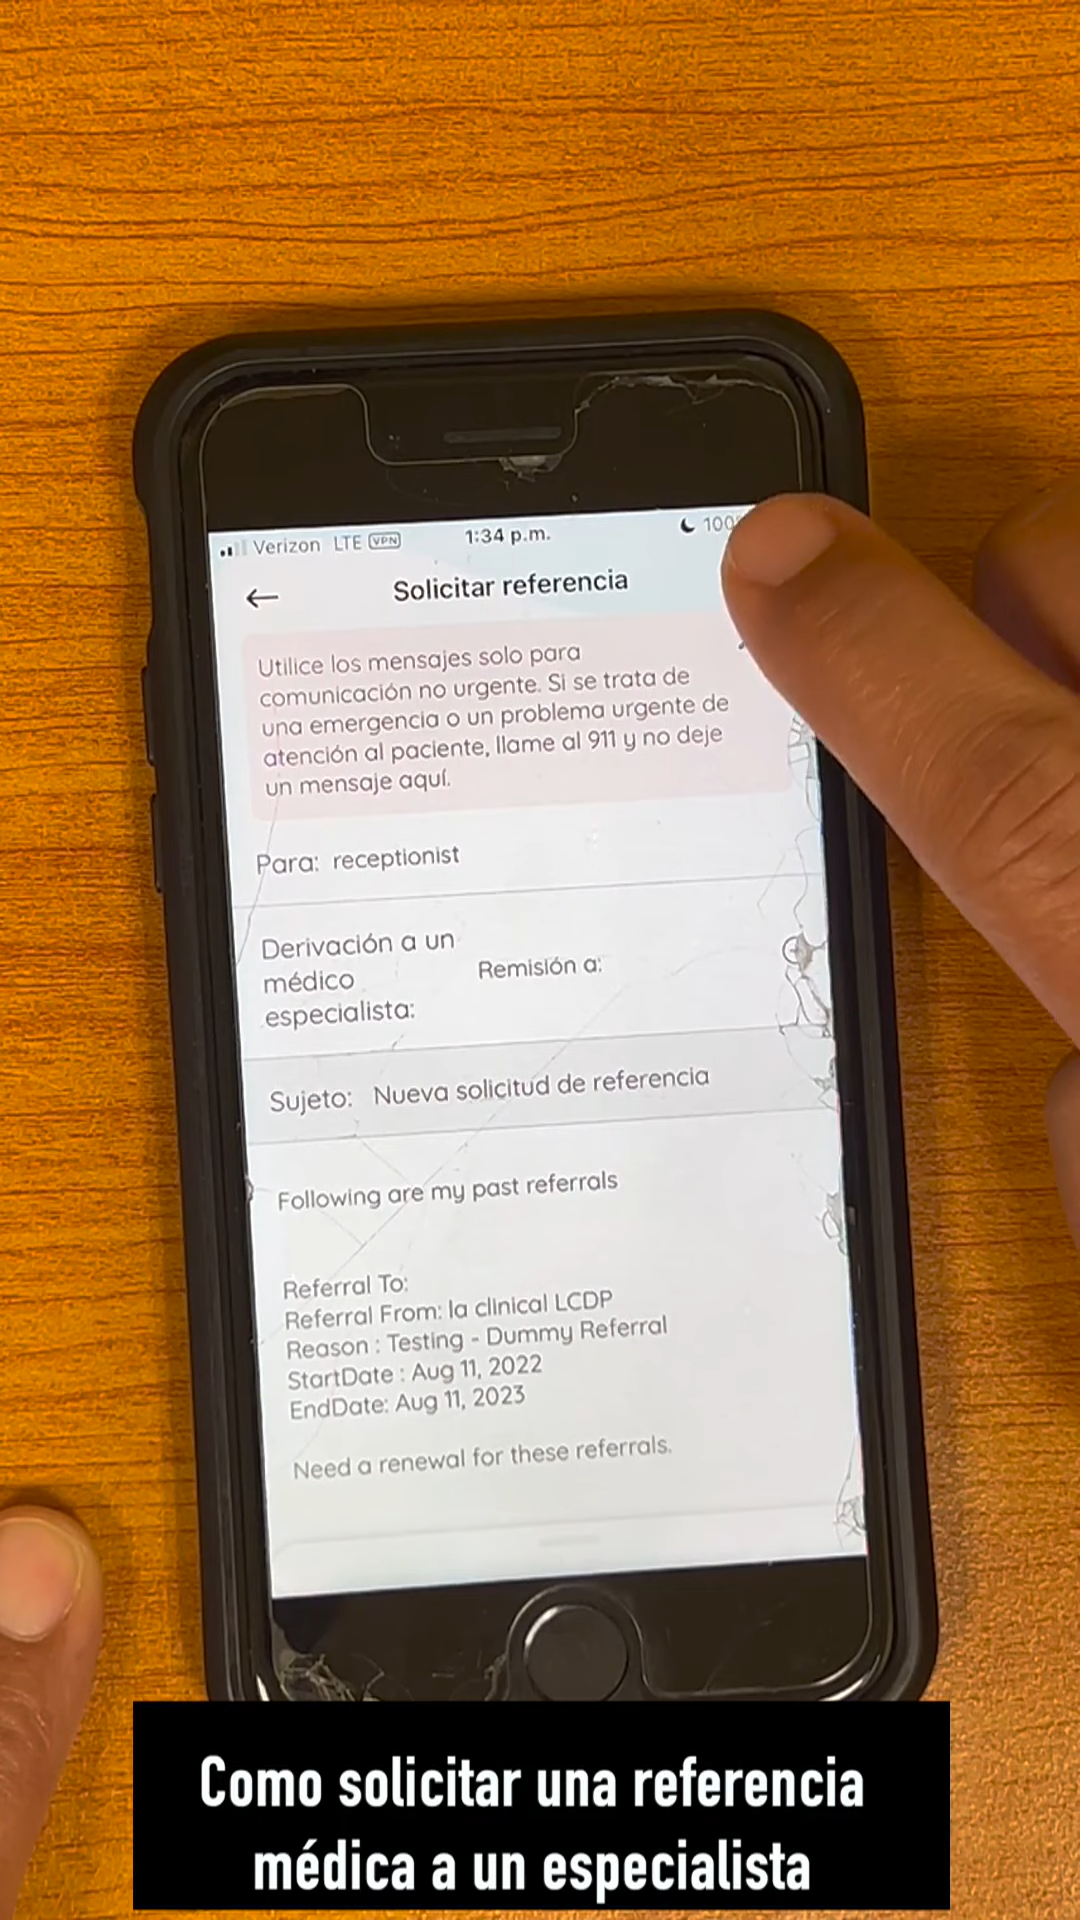 Verizon LTE VPN 1:34 p.m.
Solicitar referencia
Utilice los mensajes solo para
comunicación no urgente. Si se trata de
una emergencia o un problema urgente de
atención al paciente, llame al 911 y no deje
un mensaje aquí.
Para: receptionist
Derivación a un
médico
especialista:
Remisión a:
Sujeto: Nueva solicitud de referencia
Following are my past referrals
Referral To:
Referral From: la clinical LCDP
Reason : Testing - Dummy Referral
StartDate : Aug 11, 2022
EndDate: Aug 11, 2023
Need a renewal for these referrals.
Como solicitar una referencia
médica a un especialista